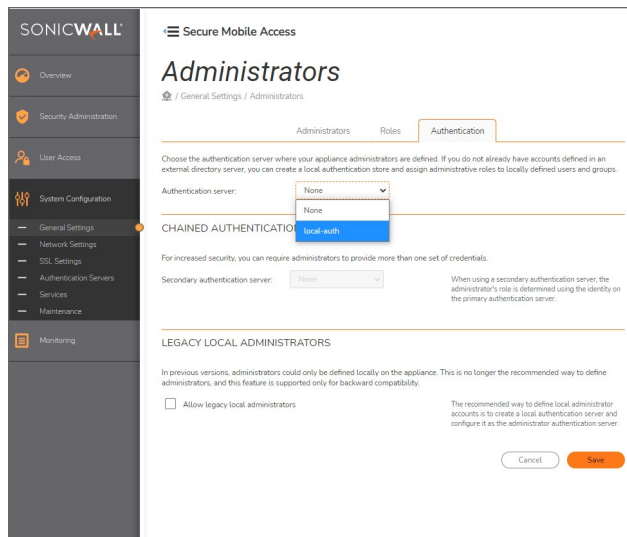 SONICWALL
Overview
Security Administration
User Access
System Configuration
General Settings
Network Settings
SSL Settings
Authentication Servers
Services
Maintenance
Monitoring
Secure Mobile Access
Administrators
/ General Settings / Administrators
Administrators Roles Authentication
Choose the authentication server where your appliance administrators are defined. If you do not already have accounts defined in an
external directory server, you can create a local authentication store and assign administrative roles to locally defined users and groups.
Authentication server: None
None
local-auth
CHAINED AUTHENTICATIO
For increased security, you can require administrators to provide more than one set of credentials.
Secondary authentication server: None
When using a secondary authentication server, the
administrator's role is determined using the identity on
the primary authentication server.
LEGACY LOCAL ADMINISTRATORS
In previous versions, administrators could only be defined locally on the appliance. This is no longer the recommended way to define
administrators, and this feature is supported only for backward compatibility.
Allow legacy local administrators
The recommended way to define local administrator
accounts is to create a local authentication server and
configure it as the administrator authentication server.
Cancel Save